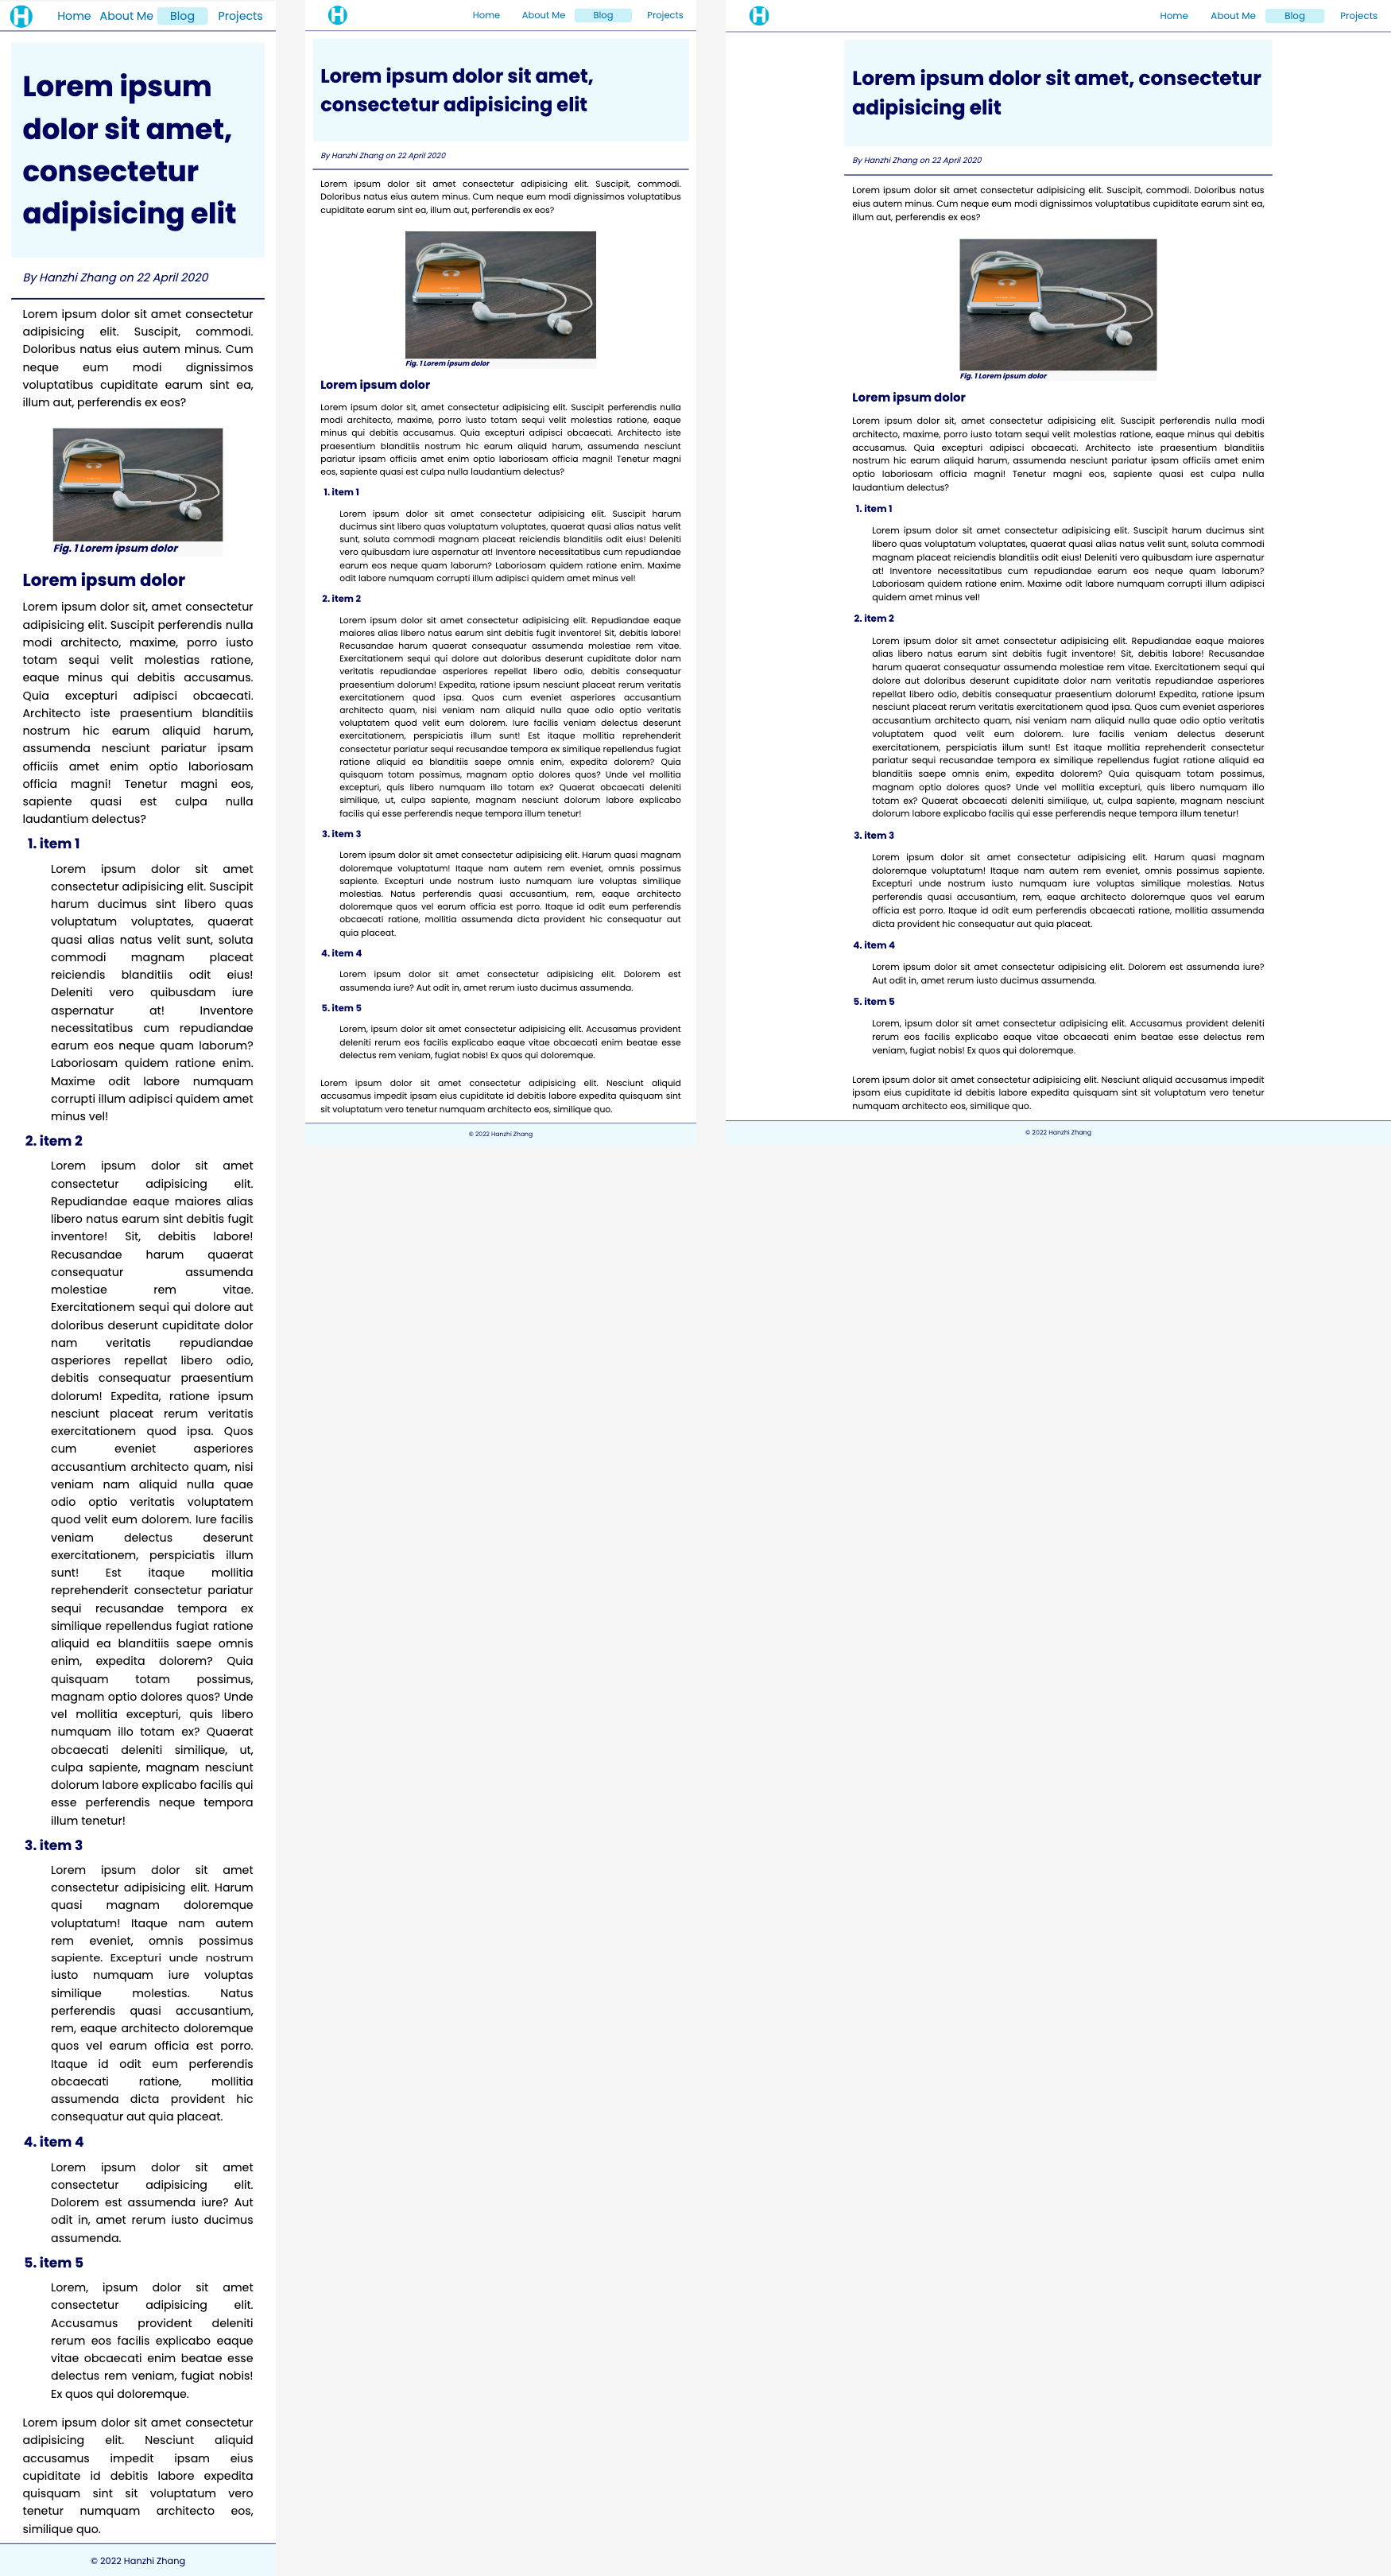 H
Home About Me Blog Projects
Lorem ipsum
dolor sit amet,
consectetur
adipisicing elit
By Hanzhi Zhang on 22 April 2020
Lorem ipsum dolor sit amet consectetur
adipisicing elit. Suscipit, commodi.
Doloribus natus eius autem minus. Cum
neque eum modi dignissimos
voluptatibus cupiditate earum sint ea,
illum aut, perferendis ex eos?
Fig. 1 Lorem ipsum dolor
Lorem ipsum dolor
Lorem ipsum dolor sit, amet consectetur
adipisicing elit. Suscipit perferendis nulla
modi architecto, maxime, porro iusto
totam sequi velit molestias ratione,
eaque minus qui debitis accusamus.
Quia excepturi adipisci obcaecati.
Architecto iste praesentium blanditiis
nostrum hic earum aliquid harum,
assumenda nesciunt pariatur ipsam
officiis amet enim optio laboriosam
officia magni! Tenetur magni eos,
sapiente quasi est culpa nulla
laudantium delectus?
1. item 1
Lorem ipsum dolor sit amet
consectetur adipisicing elit. Suscipit
harum ducimus sint libero quas
voluptatum voluptates, quaerat
quasi alias natus velit sunt, soluta
commodi magnam placeat
reiciendis blanditiis odit eius!
Deleniti vero quibusdam iure
aspernatur at! Inventore
necessitatibus cum repudiandae
earum eos neque quam laborum?
Laboriosam quidem ratione enim.
Maxime odit labore numquam
corrupti illum adipisci quidem amet
minus vel!
2. item 2
Lorem ipsum dolor sit amet
consectetur adipisicing elit.
Repudiandae eaque maiores alias
libero natus earum sint debitis fugit
inventore! Sit, debitis labore!
Recusandae harum quaerat
consequatur assumenda
molestiae rem vitae.
Exercitationem sequi qui dolore aut
doloribus deserunt cupiditate dolor
nam veritatis repudiandae
asperiores repellat libero odio,
debitis consequatur praesentium
dolorum! Expedita, ratione ipsum
nesciunt placeat rerum veritatis
exercitationem quod ipsa. Quos
cum eveniet asperiores
accusantium architecto quam, nisi
veniam nam aliquid nulla quae
odio optio veritatis voluptatem
quod velit eum dolorem. Iure facilis
veniam delectus deserunt
exercitationem, perspiciatis illum
sunt! Est itaque mollitia
reprehenderit consectetur pariatur
sequi recusandae tempora ex
similique repellendus fugiat ratione
aliquid ea blanditiis saepe omnis
enim, expedita dolorem? Quia
quisquam totam possimus,
magnam optio dolores quos? Unde
vel mollitia excepturi, quis libero
numquam illo totam ex? Quaerat
obcaecati deleniti similique, ut,
culpa sapiente, magnam nesciunt
dolorum labore explicabo facilis qui
esse perferendis neque tempora
illum tenetur!
3. item 3
Lorem ipsum dolor sit amet
consectetur adipisicing elit. Harum
quasi magnam doloremque
voluptatum! Itaque nam autem
rem eveniet, omnis possimus
sapiente. Excepturi unde nostrum
iusto numquam iure voluptas
similique molestias. Natus
perferendis quasi accusantium,
rem, eaque architecto doloremque
quos vel earum officia est porro.
Itaque id odit eum perferendis
obcaecati ratione, mollitia
assumenda dicta provident hic
consequatur aut quia placeat.
4. item 4
Lorem ipsum dolor sit amet
consectetur adipisicing elit.
Dolorem est assumenda iure? Aut
odit in, amet rerum iusto ducimus
assumenda.
5. item 5
Lorem, ipsum dolor sit amet
consectetur adipisicing elit.
Accusamus provident deleniti
rerum eos facilis explicabo eaque
vitae obcaecati enim beatae esse
delectus rem veniam, fugiat nobis!
Ex quos qui doloremque.
Lorem ipsum dolor sit amet consectetur
adipisicing elit. Nesciunt aliquid
accusamus impedit ipsam eius
cupiditate id debitis labore expedita
quisquam sint sit voluptatum vero
tenetur numquam architecto eos,
similique quo.
© 2022 Hanzhi Zhang
H
Home About Me Blog Projects
Lorem ipsum dolor sit amet,
consectetur adipisicing elit
By Hanzhi Zhang on 22 April 2020
Lorem ipsum dolor sit amet consectetur adipisicing elit. Suscipit, commodi.
Doloribus natus eius autem minus. Cum neque eum modi dignissimos voluptatibus
cupiditate earum sint ea, illum aut, perferendis ex eos?
Fig. 1 Lorem ipsum dolor
Lorem ipsum dolor
Lorem ipsum dolor sit, amet consectetur adipisicing elit. Suscipit perferendis nulla
modi architecto, maxime, porro iusto totam sequi velit molestias ratione, eaque
minus qui debitis accusamus. Quia excepturi adipisci obcaecati. Architecto iste
praesentium blanditiis nostrum hic earum aliquid harum, assumenda nesciunt
pariatur ipsam officiis amet enim optio laboriosam officia magni! Tenetur magni
eos, sapiente quasi est culpa nulla laudantium delectus?
1. item 1
Lorem ipsum dolor sit amet consectetur adipisicing elit. Suscipit harum
ducimus sint libero quas voluptatum voluptates, quaerat quasi alias natus velit
sunt, soluta commodi magnam placeat reiciendis blanditiis odit eius! Deleniti
vero quibusdam iure aspernatur at! Inventore necessitatibus cum repudiandae
earum eos neque quam laborum? Laboriosam quidem ratione enim. Maxime
odit labore numquam corrupti illum adipisci quidem amet minus vel!
2. item 2
Lorem ipsum dolor sit amet consectetur adipisicing elit. Repudiandae eaque
maiores alias libero natus earum sint debitis fugit inventore! Sit, debitis labore!
Recusandae harum quaerat consequatur assumenda molestiae rem vitae.
Exercitationem sequi qui dolore aut doloribus deserunt cupiditate dolor nam
veritatis repudiandae asperiores repellat libero odio, debitis consequatur
praesentium dolorum! Expedita, ratione ipsum nesciunt placeat rerum veritatis
exercitationem quod ipsa. Quos cum eveniet asperiores accusantium
architecto quam, nisi veniam nam aliquid nulla quae odio optio veritatis
voluptatem quod velit eum dolorem. Iure facilis veniam delectus deserunt
exercitationem, perspiciatis illum sunt! Est itaque mollitia reprehenderit
consectetur pariatur sequi recusandae tempora ex similique repellendus fugiat
ratione aliquid ea blanditiis saepe omnis enim, expedita dolorem? Quia
quisquam totam possimus, magnam optio dolores quos? Unde vel mollitia
excepturi, quis libero numquam illo totam ex? Quaerat obcaecati deleniti
similique, ut, culpa sapiente, magnam nesciunt dolorum labore explicabo
facilis qui esse perferendis neque tempora illum tenetur!
3. item 3
Lorem ipsum dolor sit amet consectetur adipisicing elit. Harum quasi magnam
doloremque voluptatum! Itaque nam autem rem eveniet, omnis possimus
sapiente. Excepturi unde nostrum iusto numquam iure voluptas similique
molestias. Natus perferendis quasi accusantium, rem, eaque architecto
doloremque quos vel earum officia est porro. Itaque id odit eum perferendis
obcaecati ratione, mollitia assumenda dicta provident hic consequatur aut
quia placeat.
4. item 4
Lorem ipsum dolor sit amet consectetur adipisicing elit. Dolorem est
assumenda iure? Aut odit in, amet rerum iusto ducimus assumenda.
5. item 5
Lorem, ipsum dolor sit amet consectetur adipisicing elit. Accusamus provident
deleniti rerum eos facilis explicabo eaque vitae obcaecati enim beatae esse
delectus rem veniam, fugiat nobis! Ex quos qui doloremque.
Lorem ipsum dolor sit amet consectetur adipisicing elit. Nesciunt aliquid
accusamus impedit ipsam eius cupiditate id debitis labore expedita quisquam sint
sit voluptatum vero tenetur numquam architecto eos, similique quo.
© 2022 Hanzhi Zhang
H
Home About Me Blog Projects
Lorem ipsum dolor sit amet, consectetur
adipisicing elit
By Hanzhi Zhang on 22 April 2020
Lorem ipsum dolor sit amet consectetur adipisicing elit. Suscipit, commodi. Doloribus natus
eius autem minus. Cum neque eum modi dignissimos voluptatibus cupiditate earum sint ea,
illum aut, perferendis ex eos?
Fig. 1 Lorem ipsum dolor
Lorem ipsum dolor
Lorem ipsum dolor sit, amet consectetur adipisicing elit. Suscipit perferendis nulla modi
architecto, maxime, porro iusto totam sequi velit molestias ratione, eaque minus qui debitis
accusamus. Quia excepturi adipisci obcaecati. Architecto iste praesentium blanditiis
nostrum hic earum aliquid harum, assumenda nesciunt pariatur ipsam officiis amet enim
optio laboriosam officia magni! Tenetur magni eos, sapiente quasi est culpa nulla
laudantium delectus?
1. item 1
Lorem ipsum dolor sit amet consectetur adipisicing elit. Suscipit harum ducimus sint
libero quas voluptatum voluptates, quaerat quasi alias natus velit sunt, soluta commodi
magnam placeat reiciendis blanditiis odit eius! Deleniti vero quibusdam iure aspernatur
at! Inventore necessitatibus cum repudiandae earum eos neque quam laborum?
Laboriosam quidem ratione enim. Maxime odit labore numquam corrupti illum adipisci
quidem amet minus vel!
2. item 2
Lorem ipsum dolor sit amet consectetur adipisicing elit. Repudiandae eaque maiores
alias libero natus earum sint debitis fugit inventore! Sit, debitis labore! Recusandae
harum quaerat consequatur assumenda molestiae rem vitae. Exercitationem sequi qui
dolore aut doloribus deserunt cupiditate dolor nam veritatis repudiandae asperiores
repellat libero odio, debitis consequatur praesentium dolorum! Expedita, ratione ipsum
nesciunt placeat rerum veritatis exercitationem quod ipsa. Quos cum eveniet asperiores
accusantium architecto quam, nisi veniam nam aliquid nulla quae odio optio veritatis
voluptatem quod velit eum dolorem. Iure facilis veniam delectus deserunt
exercitationem, perspiciatis illum sunt! Est itaque mollitia reprehenderit consectetur
pariatur sequi recusandae tempora ex similique repellendus fugiat ratione aliquid ea
blanditiis saepe omnis enim, expedita dolorem? Quia quisquam totam possimus,
magnam optio dolores quos? Unde vel mollitia excepturi, quis libero numquam illo
totam ex? Quaerat obcaecati deleniti similique, ut, culpa sapiente, magnam nesciunt
dolorum labore explicabo facilis qui esse perferendis neque tempora illum tenetur!
3. item 3
Lorem ipsum dolor sit amet consectetur adipisicing elit. Harum quasi magnam
doloremque voluptatum! Itaque nam autem rem eveniet, omnis possimus sapiente.
Excepturi unde nostrum iusto numquam iure voluptas similique molestias. Natus
perferendis quasi accusantium, rem, eaque architecto doloremque quos vel earum
officia est porro. Itaque id odit eum perferendis obcaecati ratione, mollitia assumenda
dicta provident hic consequatur aut quia placeat.
4. item 4
Lorem ipsum dolor sit amet consectetur adipisicing elit. Dolorem est assumenda iure?
Aut odit in, amet rerum iusto ducimus assumenda.
5. item 5
Lorem, ipsum dolor sit amet consectetur adipisicing elit. Accusamus provident deleniti
rerum eos facilis explicabo eaque vitae obcaecati enim beatae esse delectus rem
veniam, fugiat nobis! Ex quos qui doloremque.
Lorem ipsum dolor sit amet consectetur adipisicing elit. Nesciunt aliquid accusamus impedit
ipsam eius cupiditate id debitis labore expedita quisquam sint sit voluptatum vero tenetur
numquam architecto eos, similique quo.
© 2022 Hanzhi Zhang